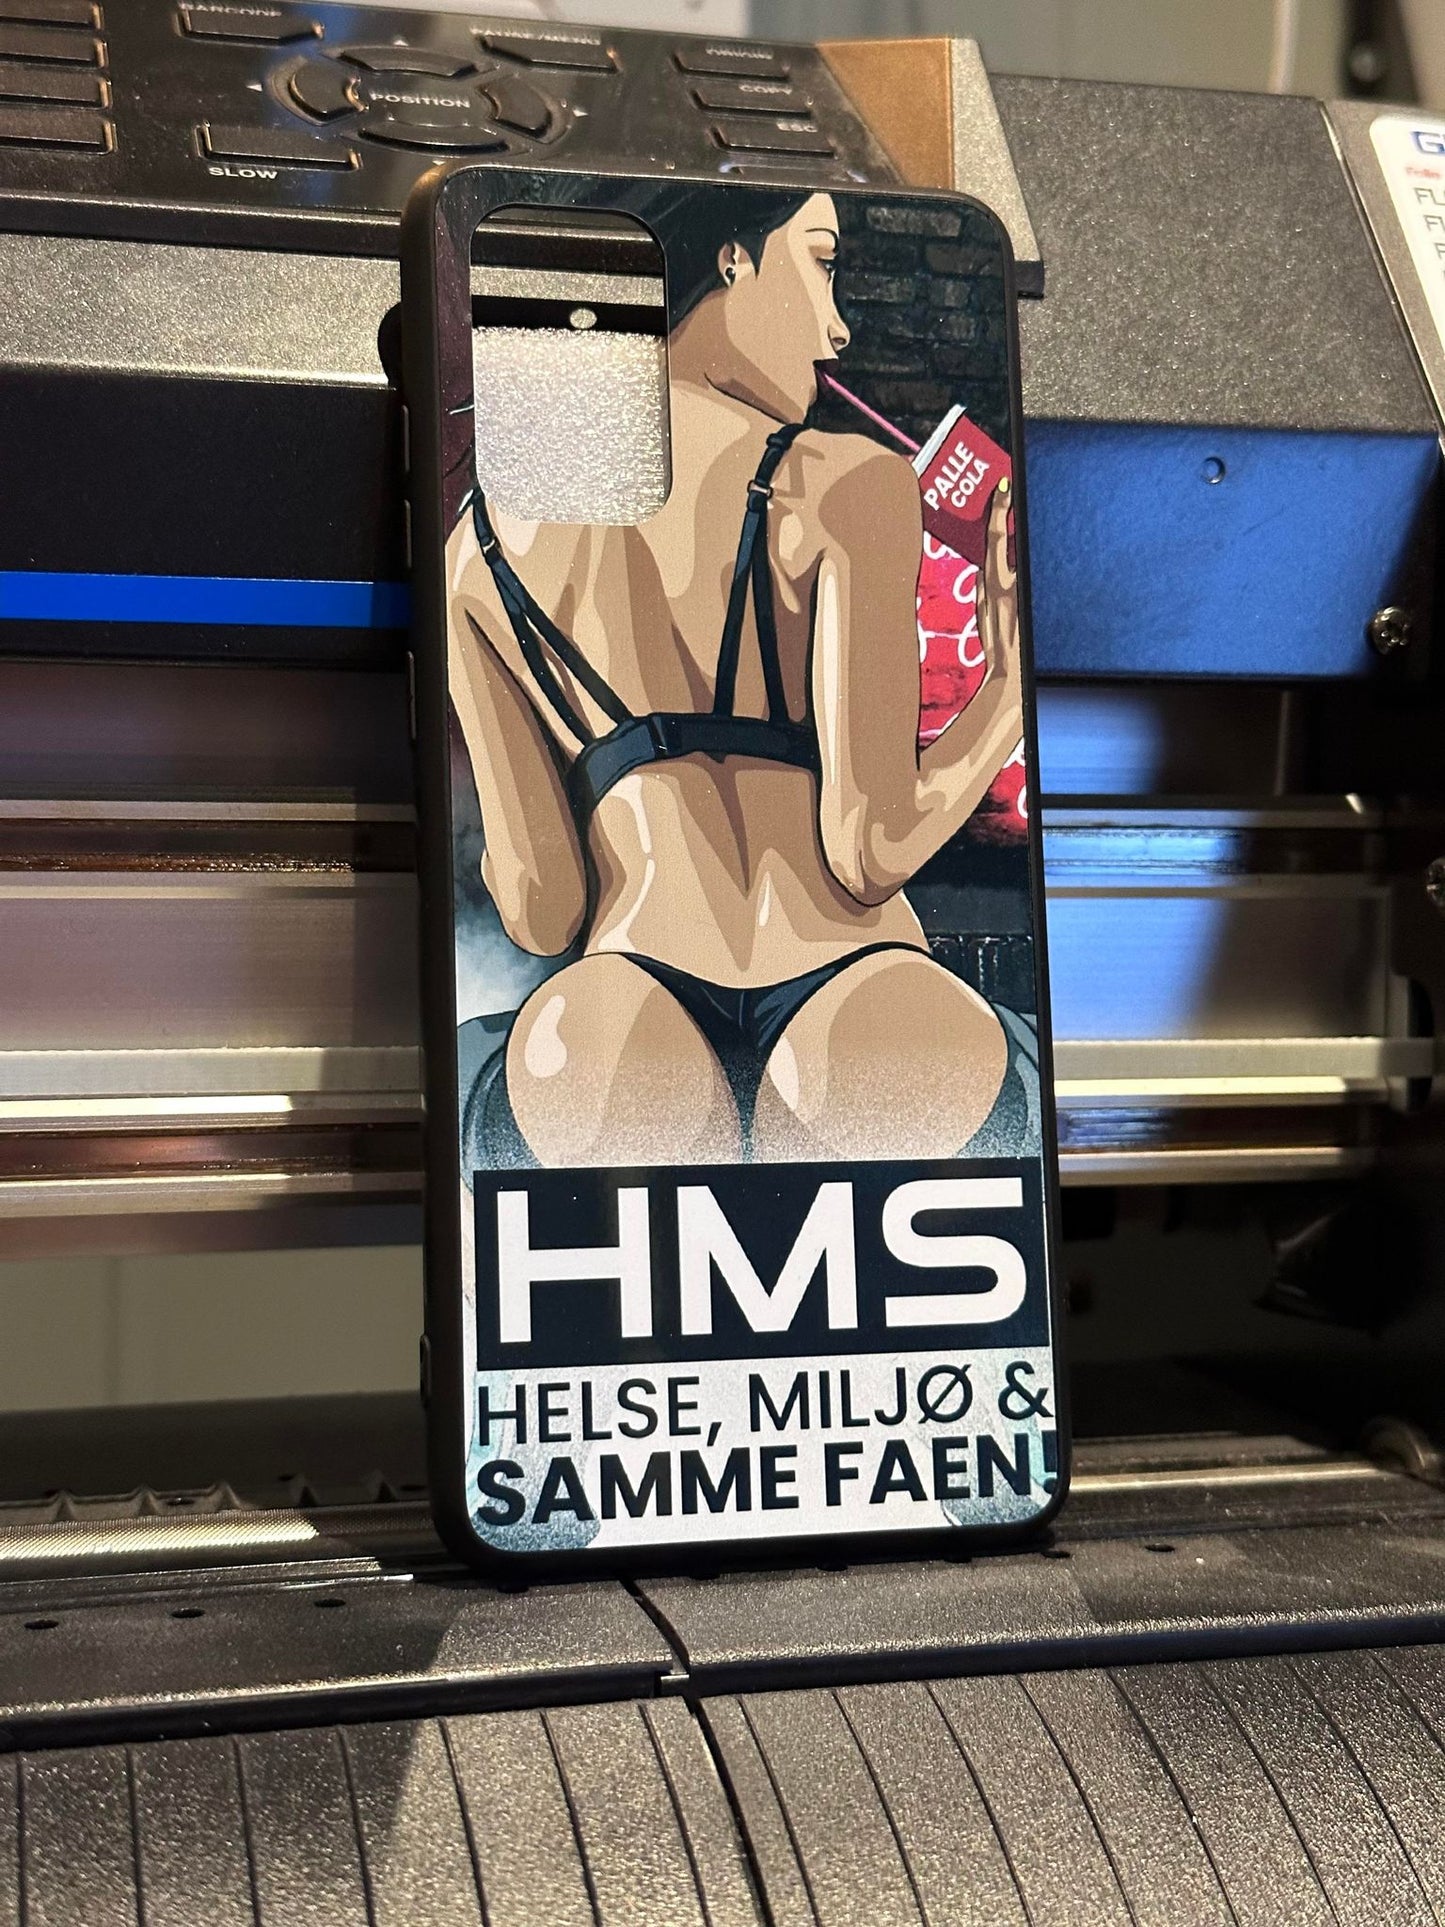 POSITION
COPY
ESC
SLOW
PALLE
COLA
HMS
HELSE, MILJØ &
SAMME FAEN!